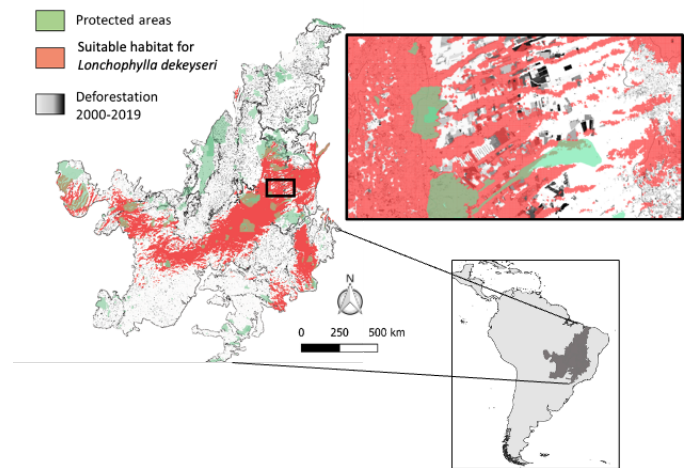 Protected areas
Suitable habitat for
Lonchophylla dekeyseri
Deforestation
2000-2019
N
0 250 500 km